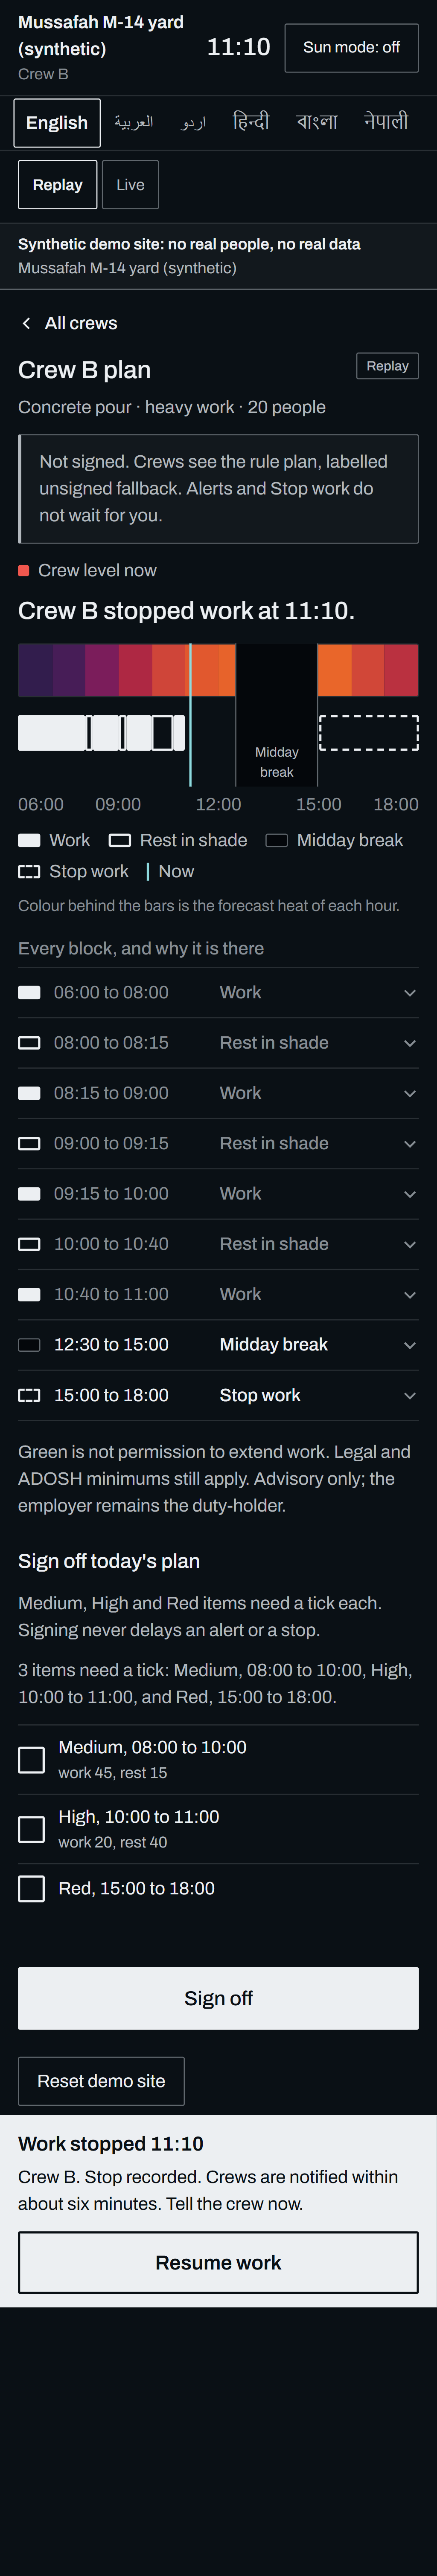 Mussafah M-14 yard
(synthetic)
Crew B
11:10
Sun mode: off
English العربية اردو हिन्दी বাংলা नेपाली
Replay Live
Synthetic demo site: no real people, no real data
Mussafah M-14 yard (synthetic)
All crews
Crew B plan
Replay
Concrete pour · heavy work · 20 people
Not signed. Crews see the rule plan, labelled
unsigned fallback. Alerts and Stop work do
not wait for you.
Crew level now
Crew B stopped work at 11:10.
Midday
break
06:00 09:00 12:00 15:00 18:00
Work Rest in shade Midday break
Stop work Now
Colour behind the bars is the forecast heat of each hour.
Every block, and why it is there
06:00 to 08:00 Work
08:00 to 08:15 Rest in shade
08:15 to 09:00 Work
09:00 to 09:15 Rest in shade
09:15 to 10:00 Work
10:00 to 10:40 Rest in shade
10:40 to 11:00 Work
12:30 to 15:00 Midday break
15:00 to 18:00 Stop work
Green is not permission to extend work. Legal and
ADOSH minimums still apply. Advisory only; the
employer remains the duty-holder.
Sign off today's plan
Medium, High and Red items need a tick each.
Signing never delays an alert or a stop.
3 items need a tick: Medium, 08:00 to 10:00, High,
10:00 to 11:00, and Red, 15:00 to 18:00.
Medium, 08:00 to 10:00
work 45, rest 15
High, 10:00 to 11:00
work 20, rest 40
Red, 15:00 to 18:00
Sign off
Reset demo site
Work stopped 11:10
Crew B. Stop recorded. Crews are notified within
about six minutes. Tell the crew now.
Resume work